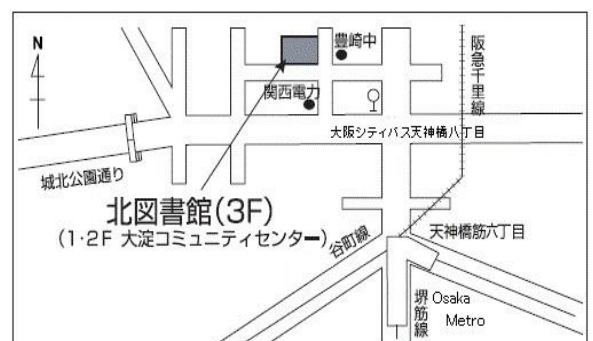 N
豊崎中
阪急千里線
関西電力
大阪シティバス天神橋八丁目
城北公園通り
北図書館(3F)
(1・2F 大淀コミュニティセンター)
谷町線
天神橋筋六丁目
堺筋線
Osaka
Metro